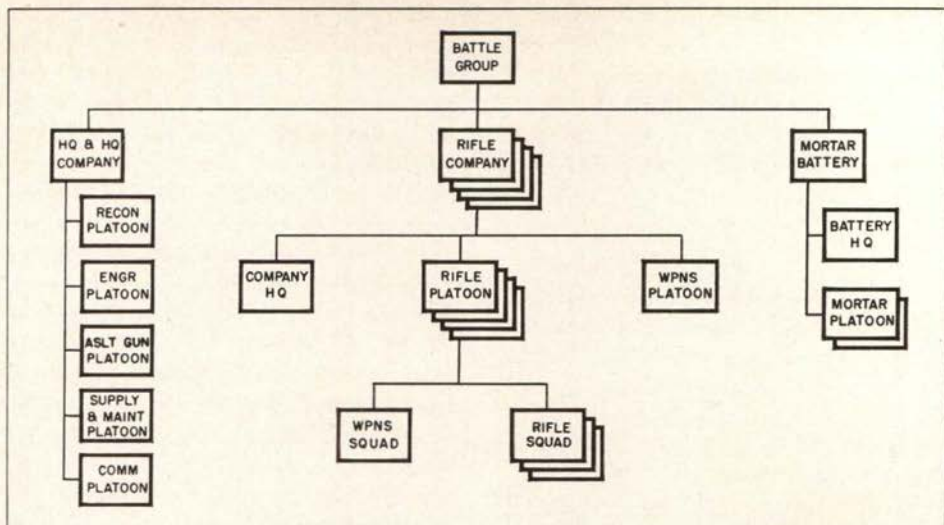 BATTLE
GROUP
HQ & HQ
COMPANY
RIFLE
COMPANY
MORTAR
BATTERY
RECON
PLATOON
ENGR
PLATOON
ASLT GUN
PLATOON
SUPPLY
& MAINT
PLATOON
COMM
PLATOON
COMPANY
HQ
RIFLE
PLATOON
WPNS
PLATOON
WPNS
SQUAD
RIFLE
SQUAD
BATTERY
HQ
MORTAR
PLATOON